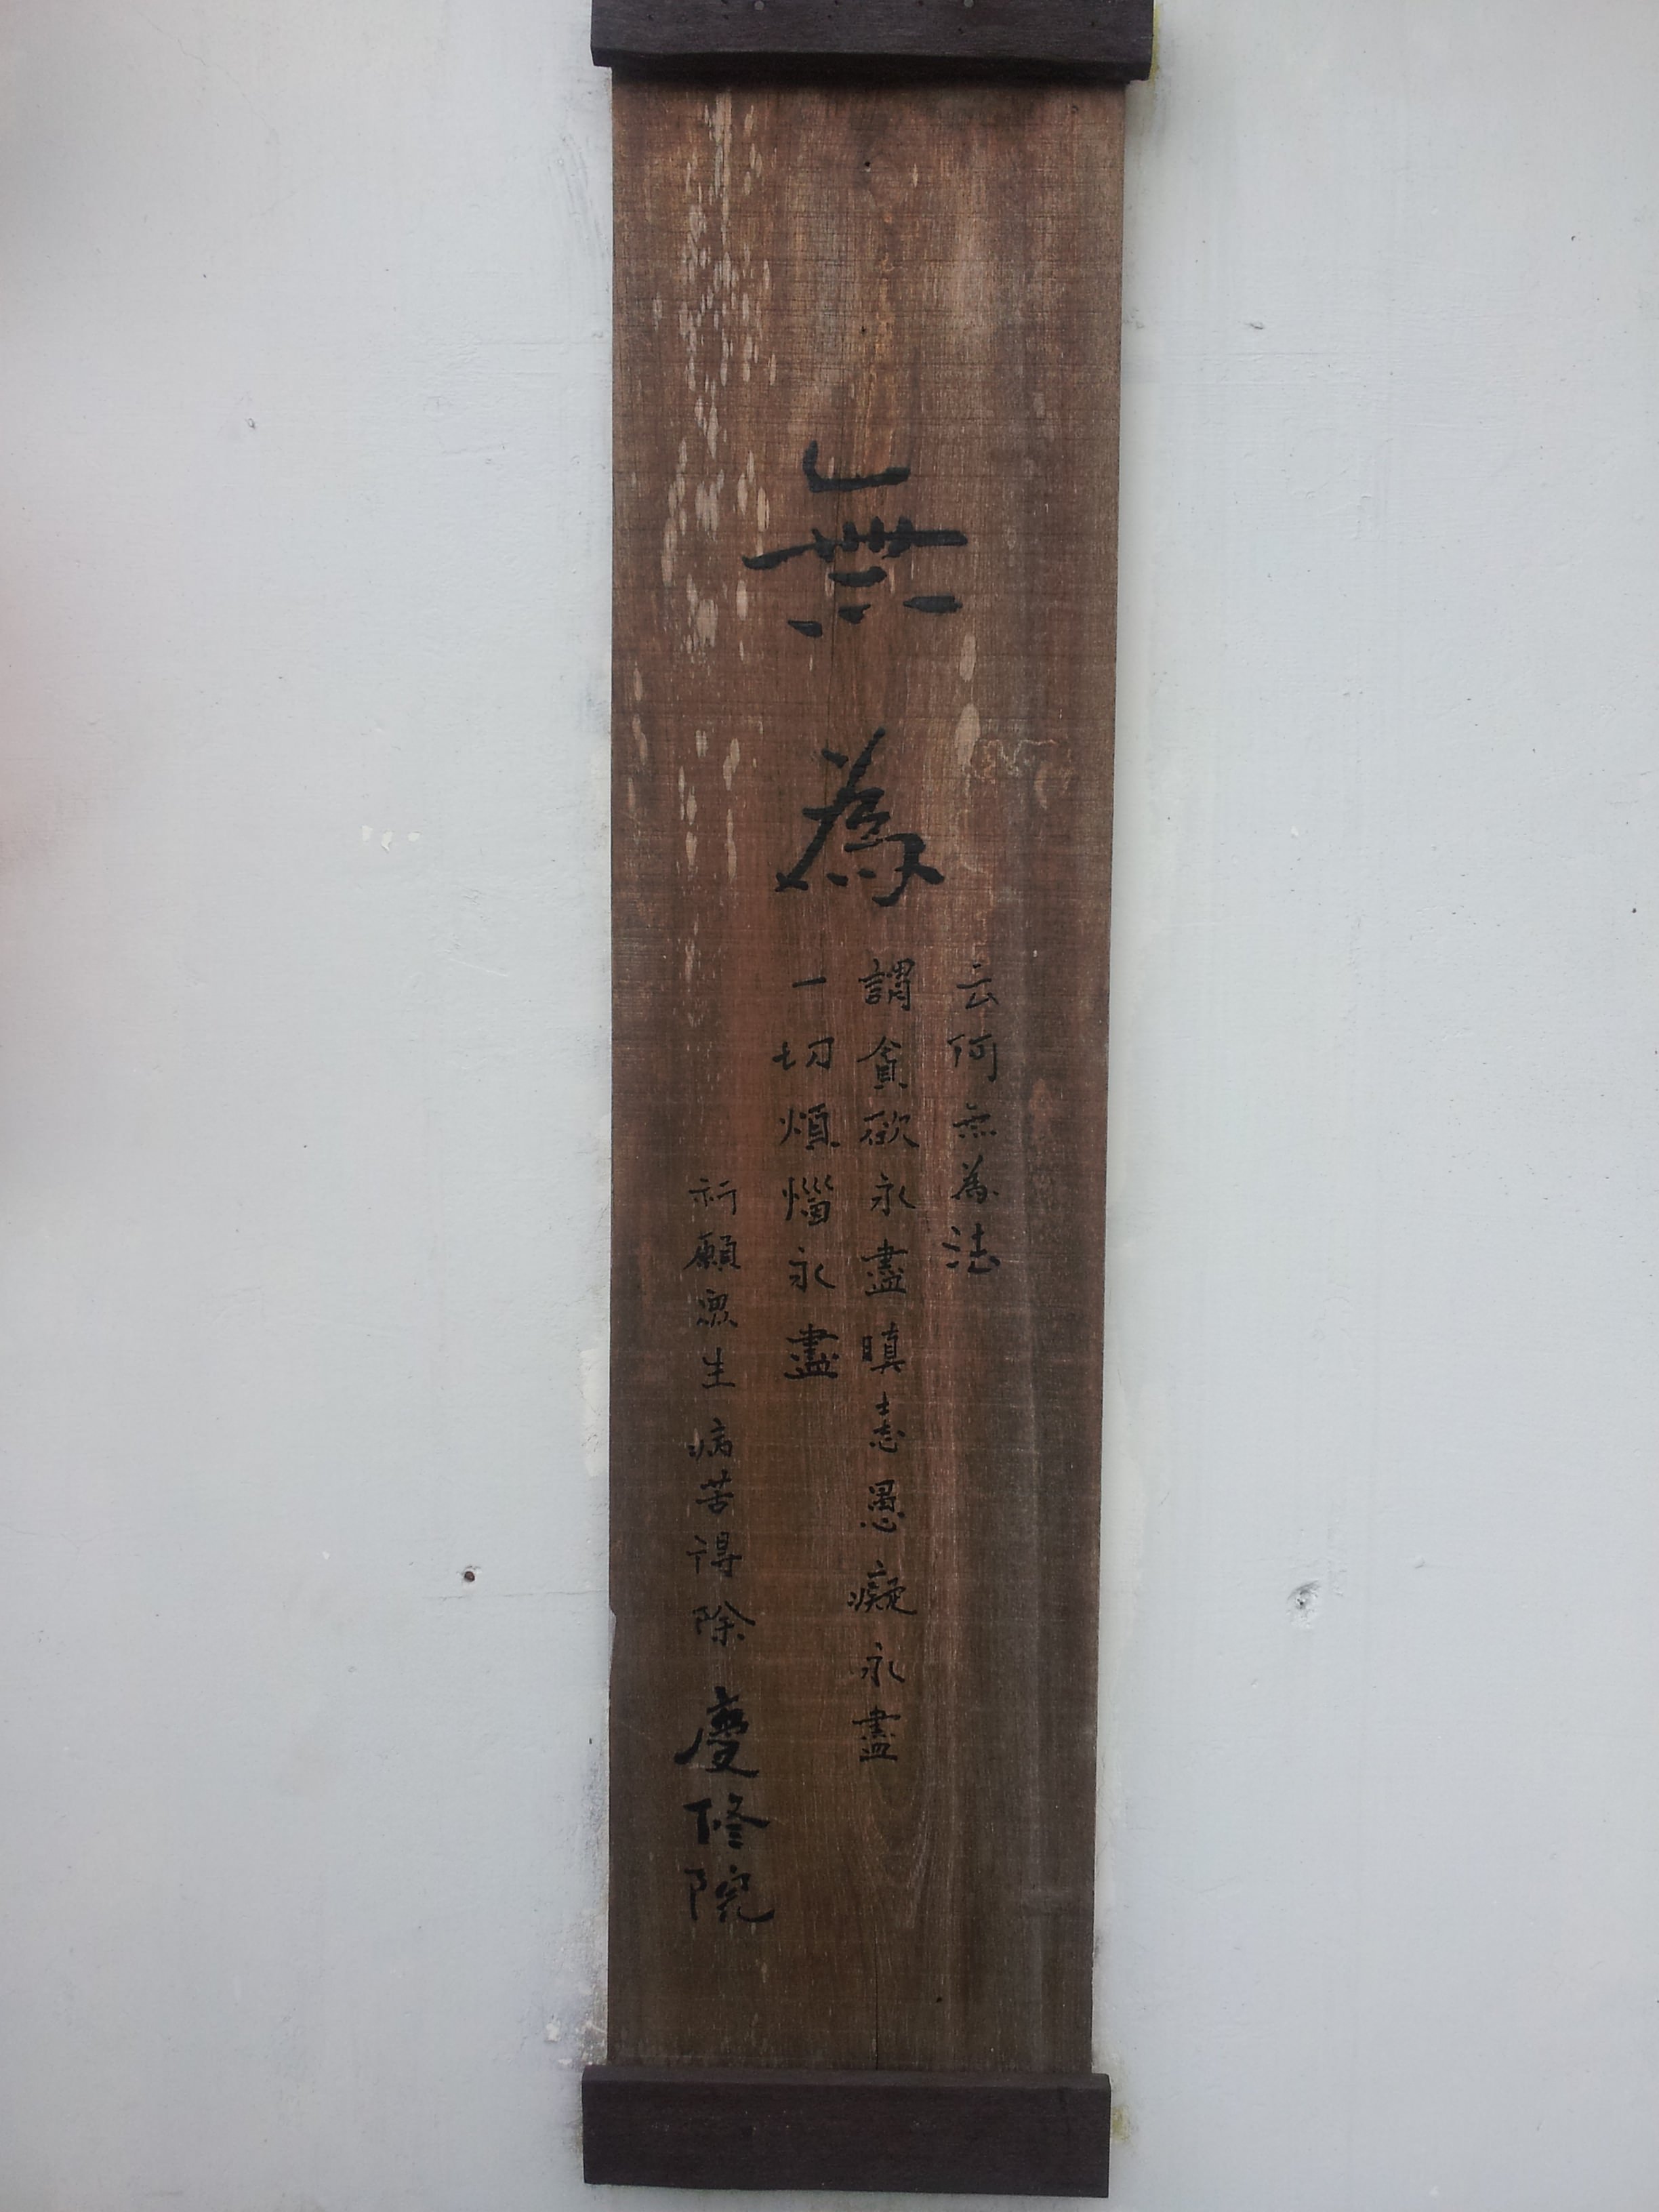 無為
云何無為法
謂貪欲永盡瞋恚愚癡永盡
一切煩惱永盡
祈願眾生病苦得除
慶修院